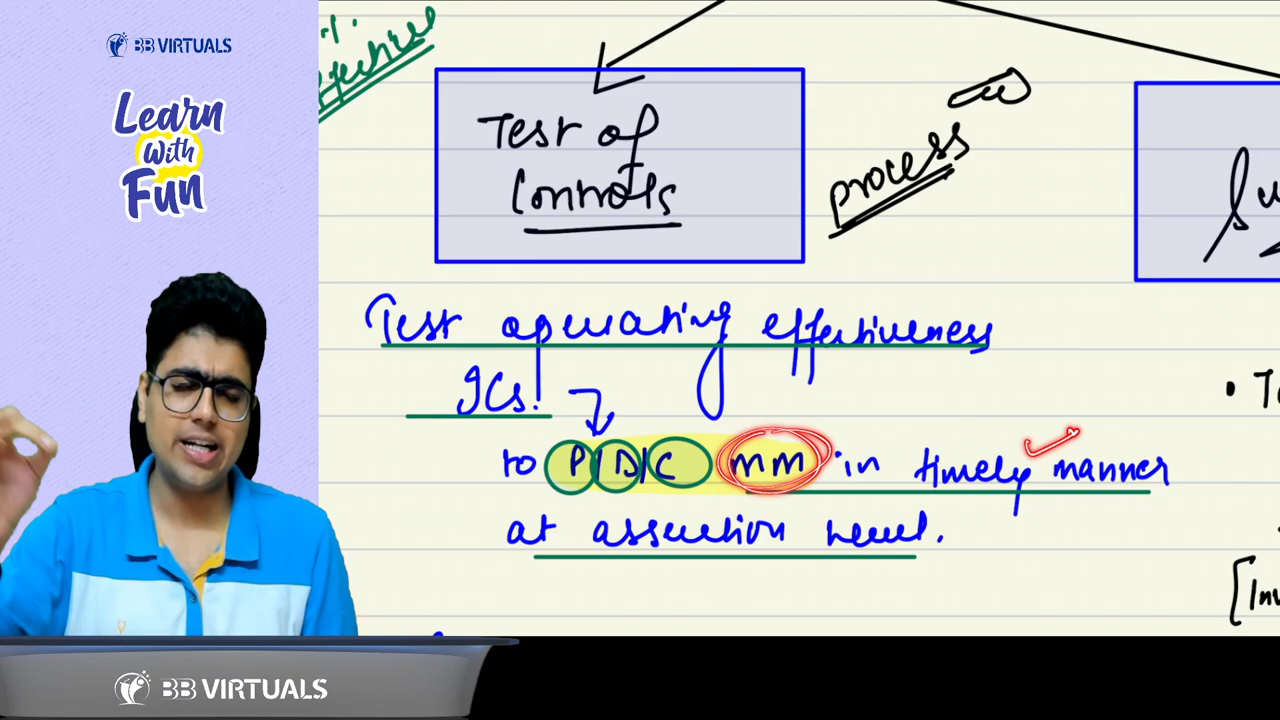 BB VIRTUALS
Learn
With
Fun
Test of
Controls
process
Test operating effectiveness
ICs.
to P/D/C MM in timely manner
at assertion level.
BB VIRTUALS